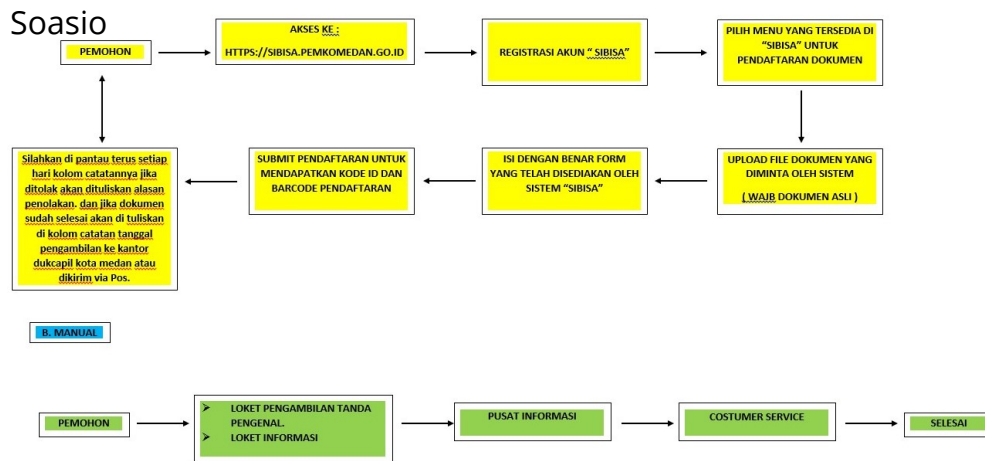 Soasio
PEMOHON
AKSES KE :
HTTPS://SIBISA.PEMKOMEDAN.GO.ID
REGISTRASI AKUN “ SIBISA”
PILIH MENU YANG TERSEDIA DI
“SIBISA” UNTUK
PENDAFTARAN DOKUMEN
Silahkan di pantau terus setiap
hari kolom catatannya jika
ditolak akan dituliskan alasan
penolakan. dan jika dokumen
sudah selesai akan di tuliskan
di kolom catatan tanggal
pengambilan ke kantor
dukcapil kota medan atau
dikirim via Pos.
SUBMIT PENDAFTARAN UNTUK
MENDAPATKAN KODE ID DAN
BARCODE PENDAFTARAN
ISI DENGAN BENAR FORM
YANG TELAH DISEDIAKAN OLEH
SISTEM “SIBISA”
UPLOAD FILE DOKUMEN YANG
DIMINTA OLEH SISTEM
( WAJB DOKUMEN ASLI )
B. MANUAL
PEMOHON
➤ LOKET PENGAMBILAN TANDA
PENGENAL.
➤ LOKET INFORMASI
PUSAT INFORMASI
COSTUMER SERVICE
SELESAI